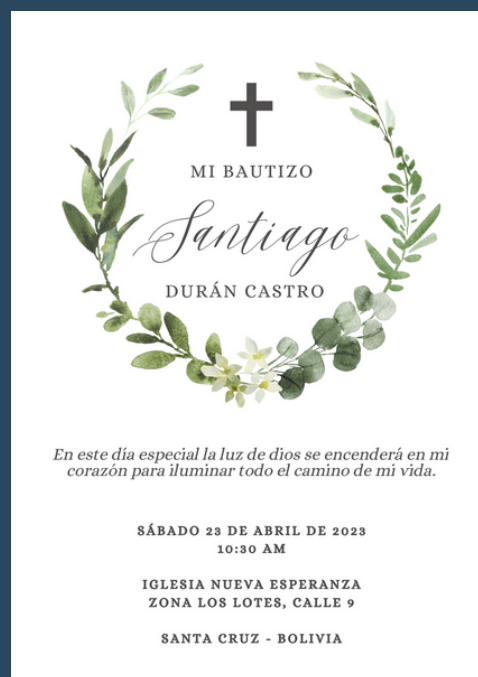 MI BAUTIZO
Santiago
DURÁN CASTRO
En este día especial la luz de dios se encenderá en mi
corazón para iluminar todo el camino de mi vida.
SÁBADO 23 DE ABRIL DE 2023
10:30 AM
IGLESIA NUEVA ESPERANZA
ZONA LOS LOTES, CALLE 9
SANTA CRUZ - BOLIVIA